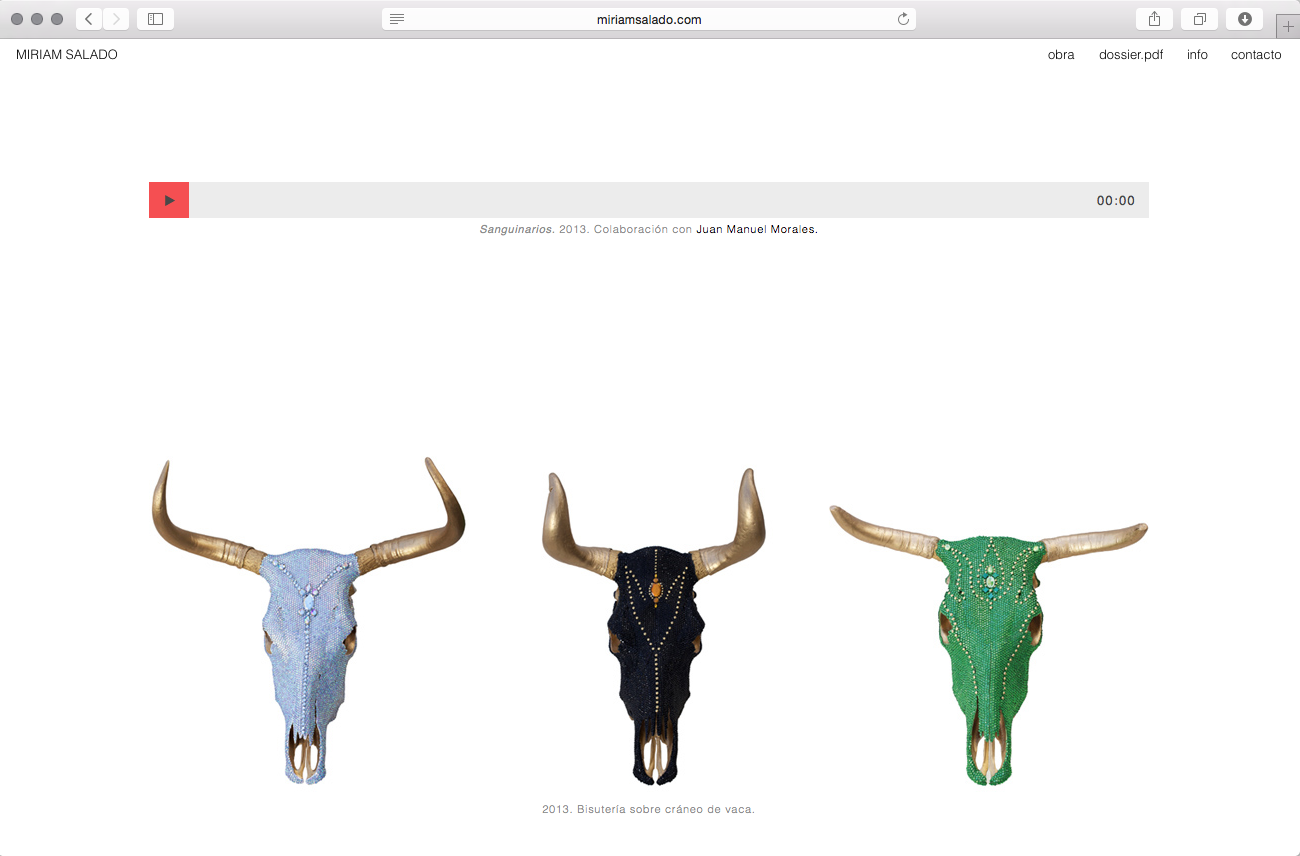 miriamsalado.com
MIRIAM SALADO
obra
dossier.pdf
info
contacto
00:00
Sanguinarios. 2013. Colaboración con Juan Manuel Morales.
2013. Bisutería sobre cráneo de vaca.